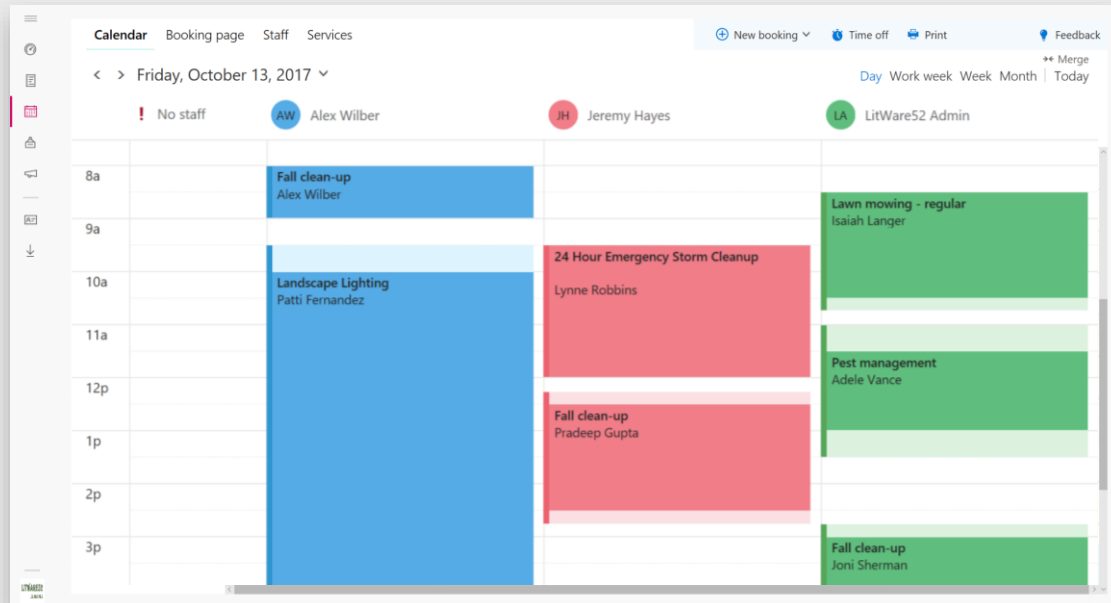 Calendar Booking page Staff Services
New booking Time off Print Feedback
Merge
Friday, October 13, 2017
Day Work week Week Month Today
! No staff AW Alex Wilber JH Jeremy Hayes LA LitWare52 Admin
8a
Fall clean-up
Alex Wilber
Lawn mowing - regular
Isaiah Langer
9a
24 Hour Emergency Storm Cleanup
Lynne Robbins
10a
Landscape Lighting
Patti Fernandez
11a
Pest management
Adele Vance
12p
Fall clean-up
Pradeep Gupta
1p
2p
3p
Fall clean-up
Joni Sherman